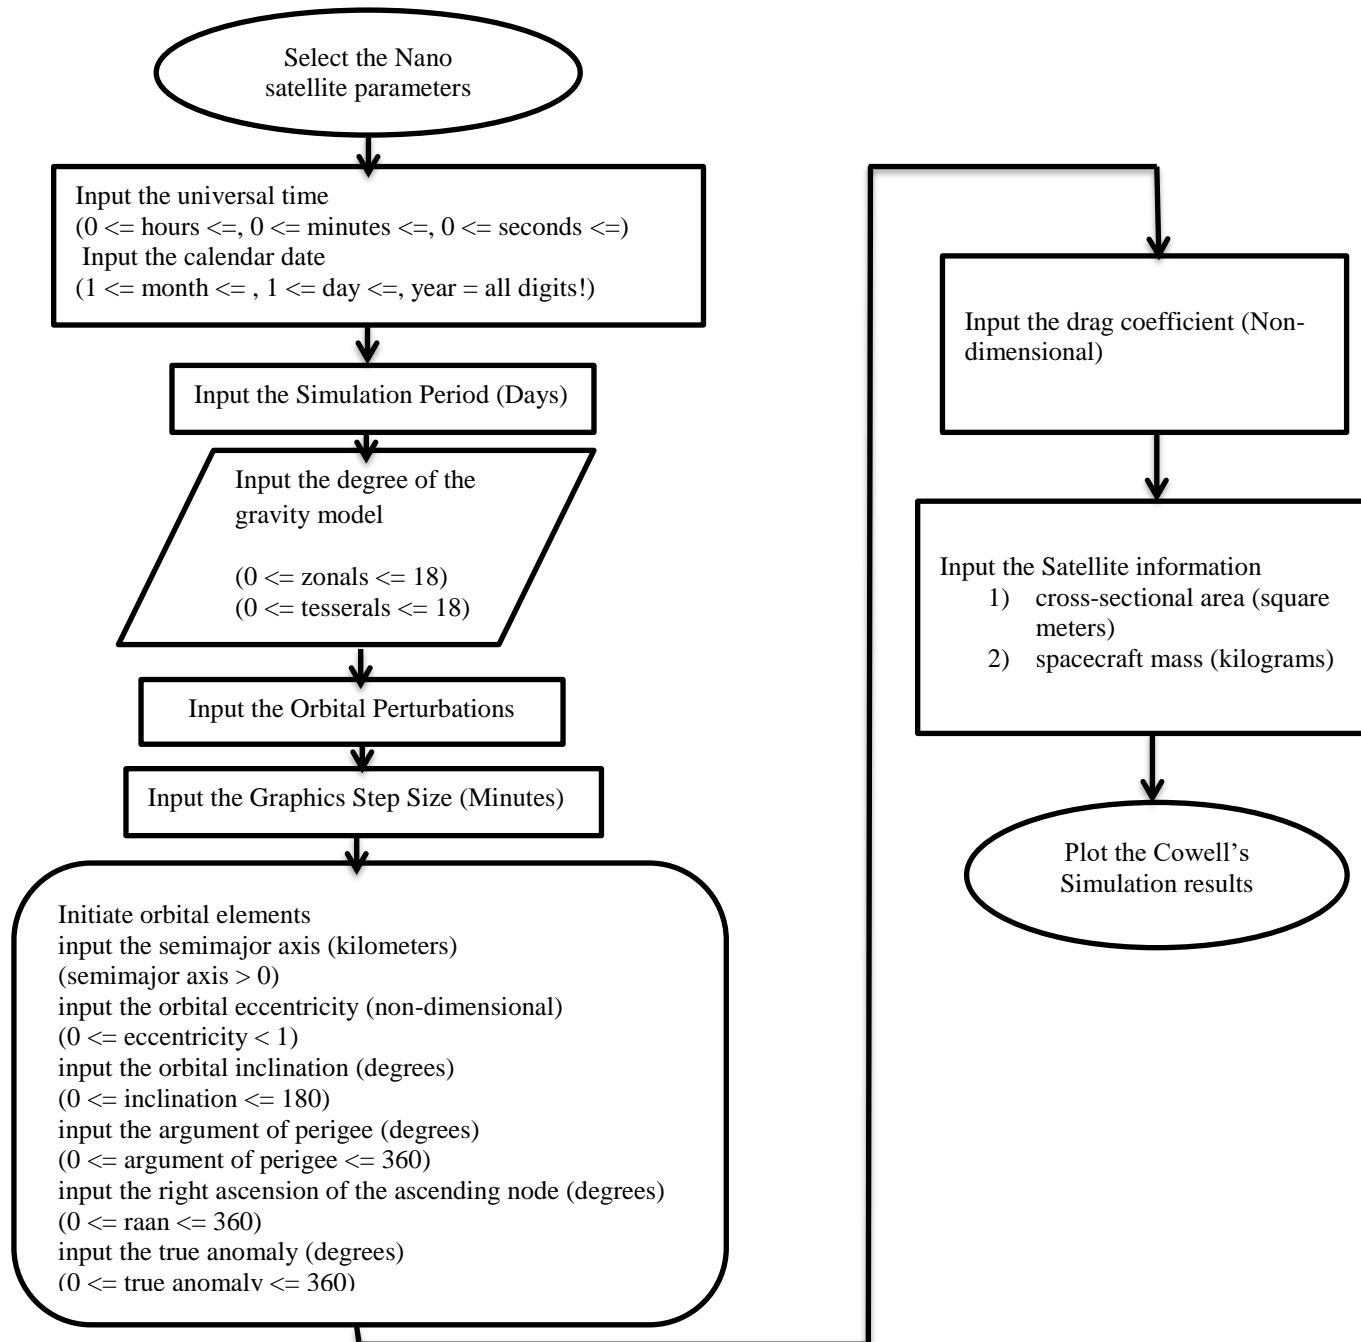 Select the Nano
satellite parameters
Input the universal time
(0 <= hours <=, 0 <= minutes <=, 0 <= seconds <=)
Input the calendar date
(1 <= month <= , 1 <= day <=, year = all digits!)
Input the Simulation Period (Days)
Input the degree of the
gravity model
(0 <= zonals <= 18)
(0 <= tesserals <= 18)
Input the Orbital Perturbations
Input the Graphics Step Size (Minutes)
Initiate orbital elements
input the semimajor axis (kilometers)
(semimajor axis > 0)
input the orbital eccentricity (non-dimensional)
(0 <= eccentricity < 1)
input the orbital inclination (degrees)
(0 <= inclination <= 180)
input the argument of perigee (degrees)
(0 <= argument of perigee <= 360)
input the right ascension of the ascending node (degrees)
(0 <= raan <= 360)
input the true anomaly (degrees)
(0 <= true anomaly <= 360)
Input the drag coefficient (Non-
dimensional)
Input the Satellite information
1) cross-sectional area (square
meters)
2) spacecraft mass (kilograms)
Plot the Cowell’s
Simulation results